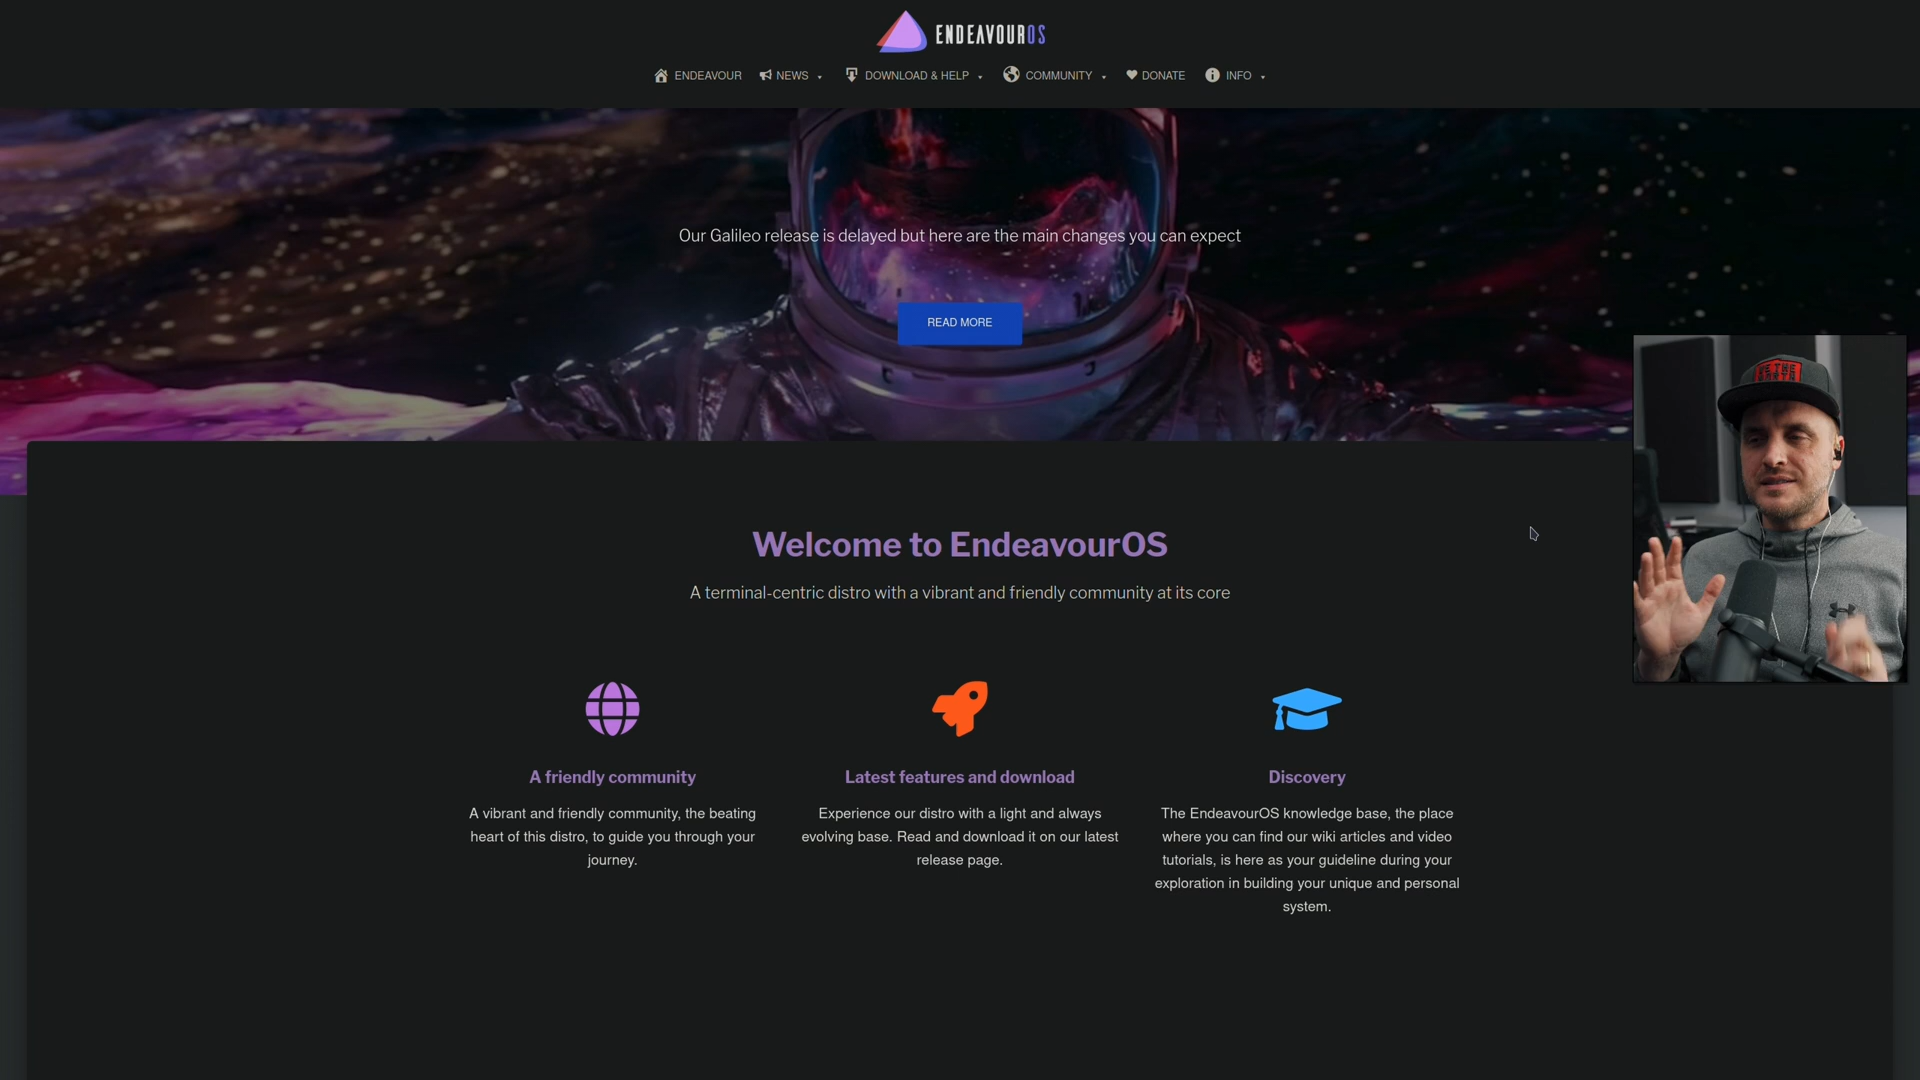 ENDEAVOUROS
ENDEAVOUR NEWS DOWNLOAD & HELP COMMUNITY DONATE INFO
Our Galileo release is delayed but here are the main changes you can expect
READ MORE
Welcome to EndeavourOS
A terminal-centric distro with a vibrant and friendly community at its core
A friendly community
A vibrant and friendly community, the beating
heart of this distro, to guide you through your
journey.
Latest features and download
Experience our distro with a light and always
evolving base. Read and download it on our latest
release page.
Discovery
The EndeavourOS knowledge base, the place
where you can find our wiki articles and video
tutorials, is here as your guideline during your
exploration in building your unique and personal
system.